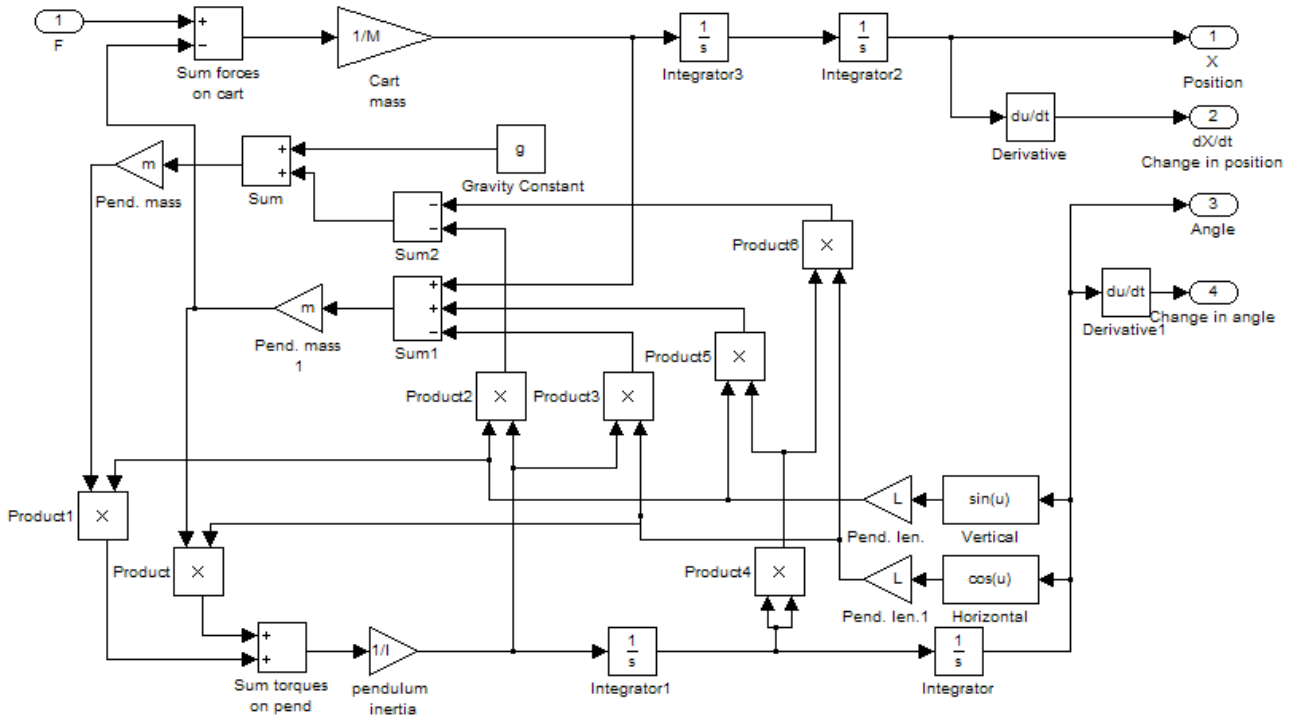 1
F
+
−
Sum forces
on cart
1/M
Cart
mass
1
s
Integrator3
1
s
Integrator2
1
X
Position
du/dt
Derivative
2
dX/dt
Change in position
m
Pend. mass
+
+
Sum
g
Gravity Constant
−
−
Sum2
×
Product6
3
Angle
du/dt
Derivative1
4
Change in angle
m
Pend. mass
1
+
+
−
Sum1
Product5
×
Product2
×
Product3
×
Product1
×
L
Pend. len.
sin(u)
Vertical
Product
×
Product4
×
L
Pend. len.1
cos(u)
Horizontal
+
+
Sum torques
on pend
1/I
pendulum
inertia
1
s
Integrator1
1
s
Integrator